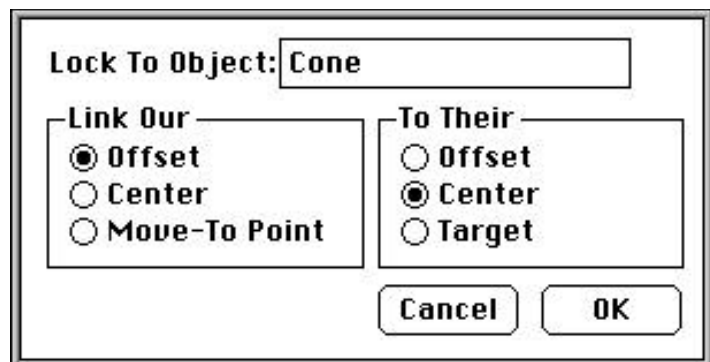 Lock To Object: Cone
Link Our
Offset
Center
Move-To Point
To Their
Offset
Center
Target
Cancel
OK